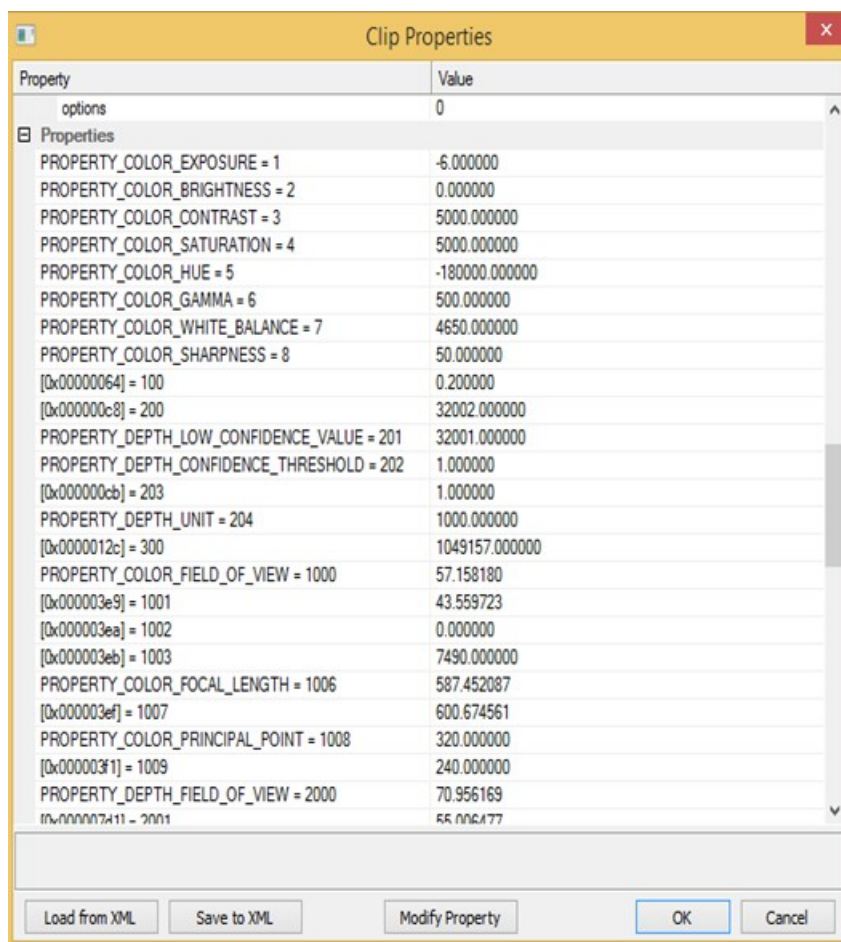 Clip Properties
x
Property Value
options 0
Properties
PROPERTY_COLOR_EXPOSURE = 1 -6.000000
PROPERTY_COLOR_BRIGHTNESS = 2 0.000000
PROPERTY_COLOR_CONTRAST = 3 5000.000000
PROPERTY_COLOR_SATURATION = 4 5000.000000
PROPERTY_COLOR_HUE = 5 -180000.000000
PROPERTY_COLOR_GAMMA = 6 500.000000
PROPERTY_COLOR_WHITE_BALANCE = 7 4650.000000
PROPERTY_COLOR_SHARPNESS = 8 50.000000
[0x00000064] = 100 0.200000
[0x000000c8] = 200 32002.000000
PROPERTY_DEPTH_LOW_CONFIDENCE_VALUE = 201 32001.000000
PROPERTY_DEPTH_CONFIDENCE_THRESHOLD = 202 1.000000
[0x000000cb] = 203 1.000000
PROPERTY_DEPTH_UNIT = 204 1000.000000
[0x0000012c] = 300 1049157.000000
PROPERTY_COLOR_FIELD_OF_VIEW = 1000 57.158180
[0x000003e9] = 1001 43.559723
[0x000003ea] = 1002 0.000000
[0x000003eb] = 1003 7490.000000
PROPERTY_COLOR_FOCAL_LENGTH = 1006 587.452087
[0x000003ef] = 1007 600.674561
PROPERTY_COLOR_PRINCIPAL_POINT = 1008 320.000000
[0x000003f1] = 1009 240.000000
PROPERTY_DEPTH_FIELD_OF_VIEW = 2000 70.956169
[0x000007d1] = 2001 55.006477
Load from XML Save to XML Modify Property OK Cancel